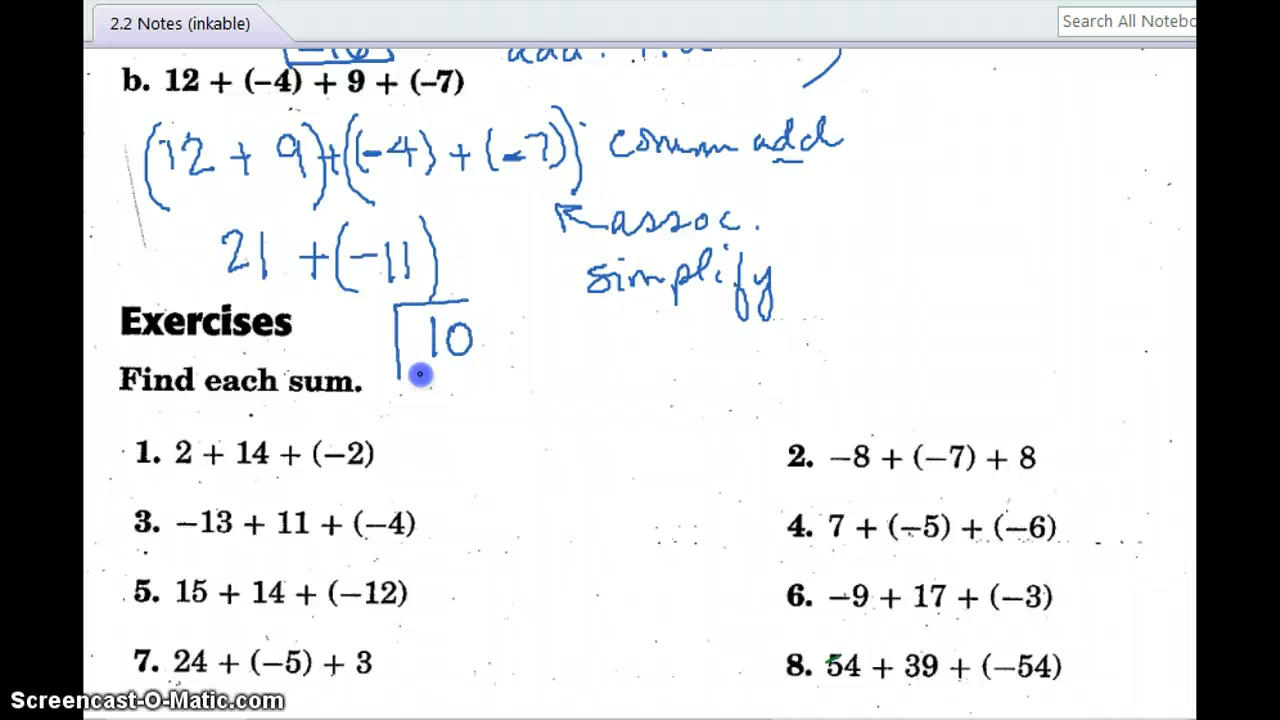 2.2 Notes (inkable)
Search All Notebo
b. 12 + (−4) + 9 + (−7)
(12 + 9) + ((-4) + (-7)) comm add
assoc.
21 + (-11) simplify
10
Exercises
Find each sum.
1. 2 + 14 + (−2)
2. −8 + (−7) + 8
3. −13 + 11 + (−4)
4. 7 + (−5) + (−6)
5. 15 + 14 + (−12)
6. −9 + 17 + (−3)
7. 24 + (−5) + 3
8. 54 + 39 + (−54)
Screencast-O-Matic.com